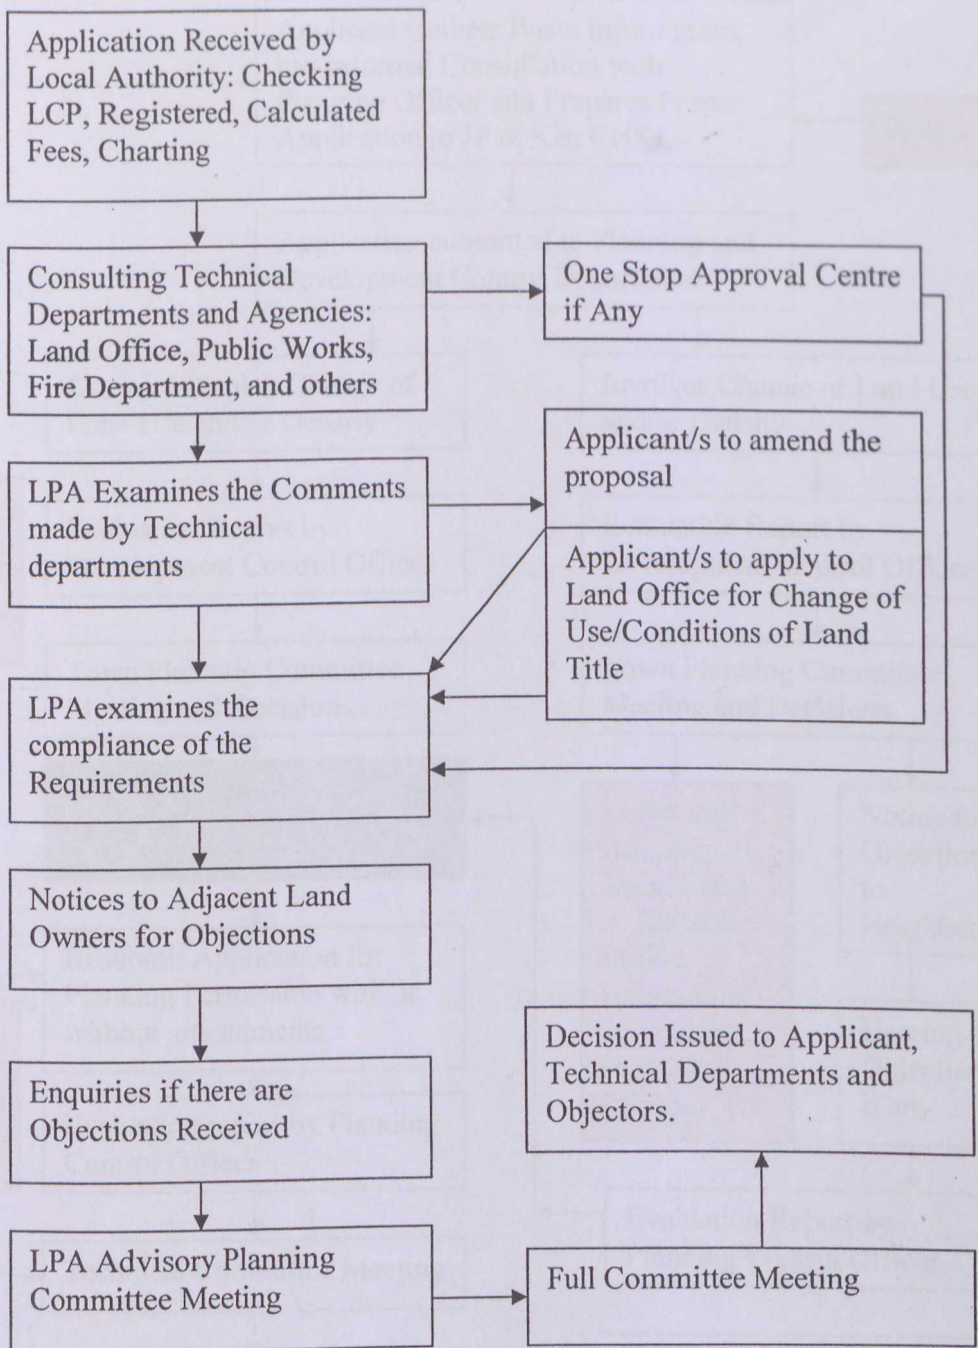 Application Received by
Local Authority: Checking
LCP, Registered, Calculated
Fees, Charting
Consulting Technical
Departments and Agencies:
Land Office, Public Works,
Fire Department, and others
One Stop Approval Centre
if Any
LPA Examines the Comments
made by Technical
departments
Applicant/s to amend the
proposal
Applicant/s to apply to
Land Office for Change of
Use/Conditions of Land
Title
LPA examines the
compliance of the
Requirements
Notices to Adjacent Land
Owners for Objections
Enquiries if there are
Objections Received
Decision Issued to Applicant,
Technical Departments and
Objectors.
LPA Advisory Planning
Committee Meeting
Full Committee Meeting